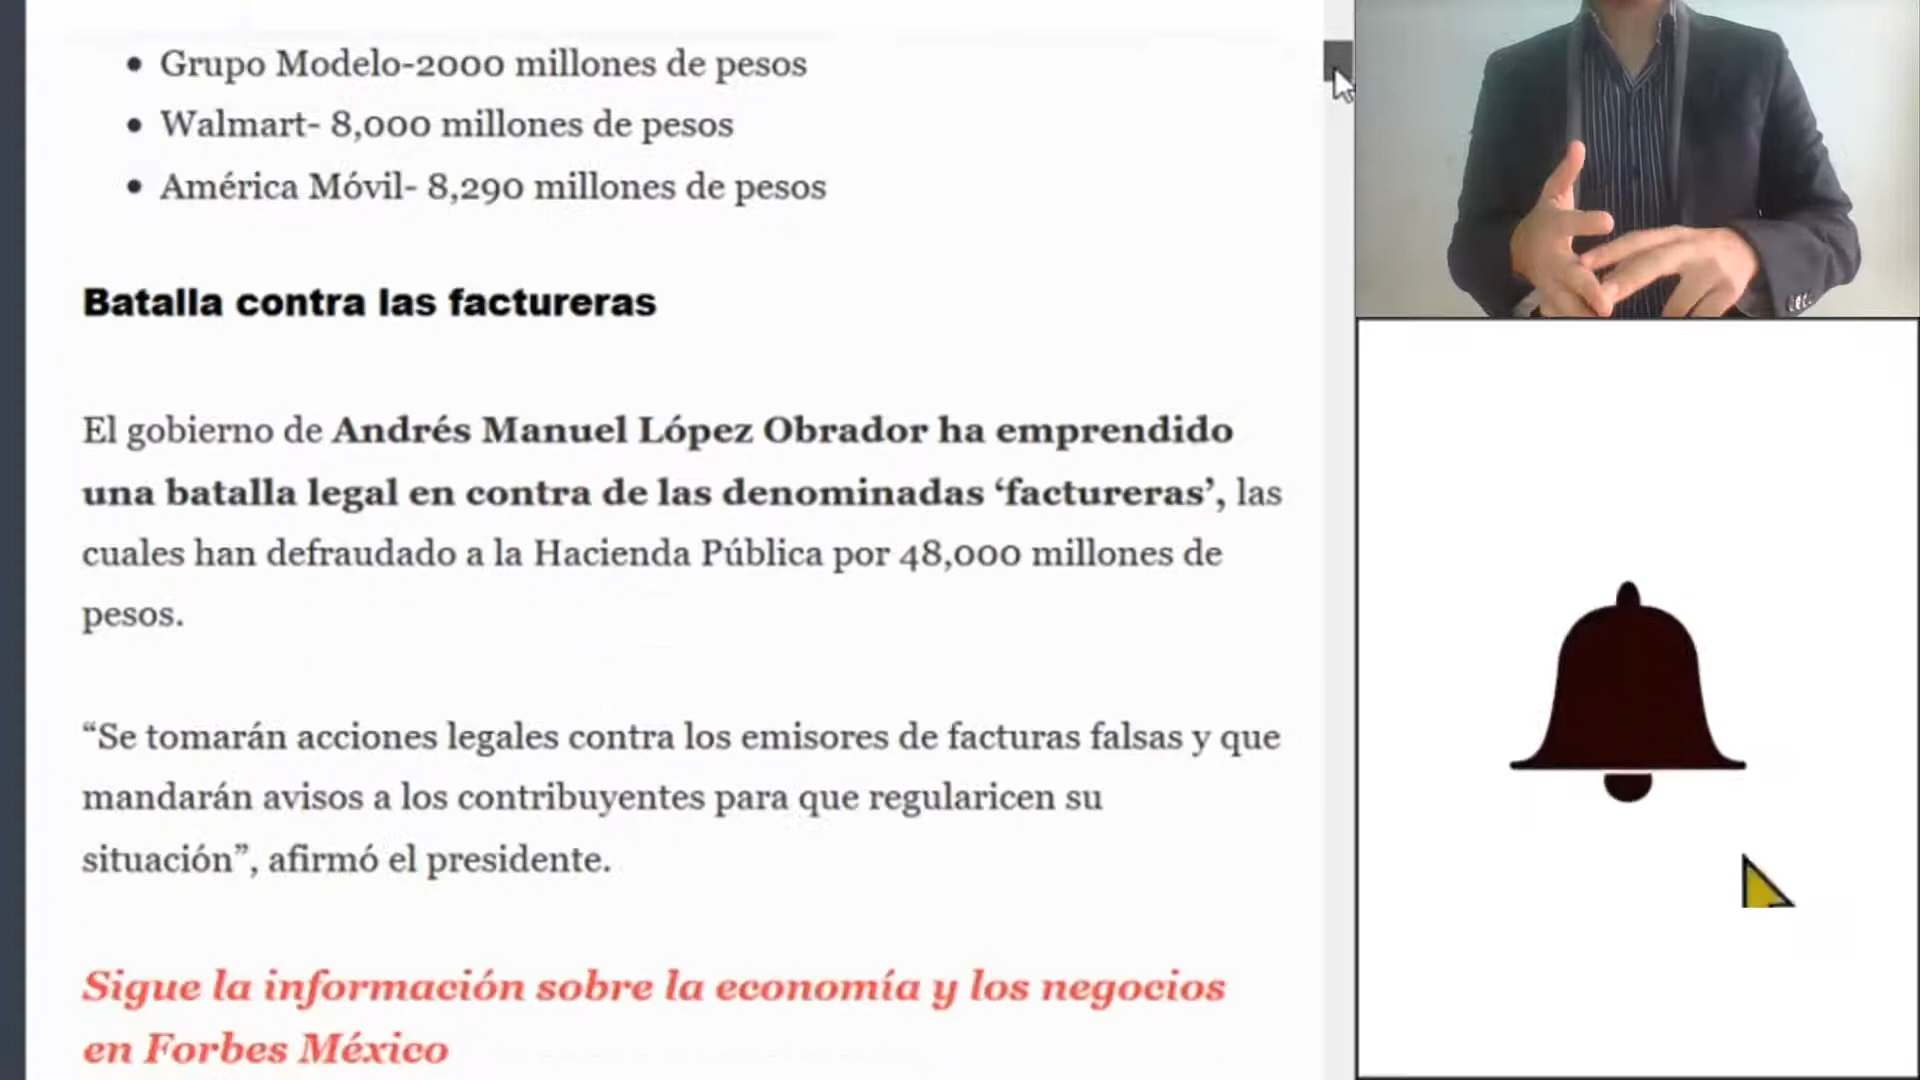 Grupo Modelo-2000 millones de pesos
Walmart- 8,000 millones de pesos
América Móvil- 8,290 millones de pesos
Batalla contra las factureras
El gobierno de Andrés Manuel López Obrador ha emprendido
una batalla legal en contra de las denominadas ‘factureras’, las
cuales han defraudado a la Hacienda Pública por 48,000 millones de
pesos.
“Se tomarán acciones legales contra los emisores de facturas falsas y que
mandarán avisos a los contribuyentes para que regularicen su
situación”, afirmó el presidente.
Sigue la información sobre la economía y los negocios
en Forbes México